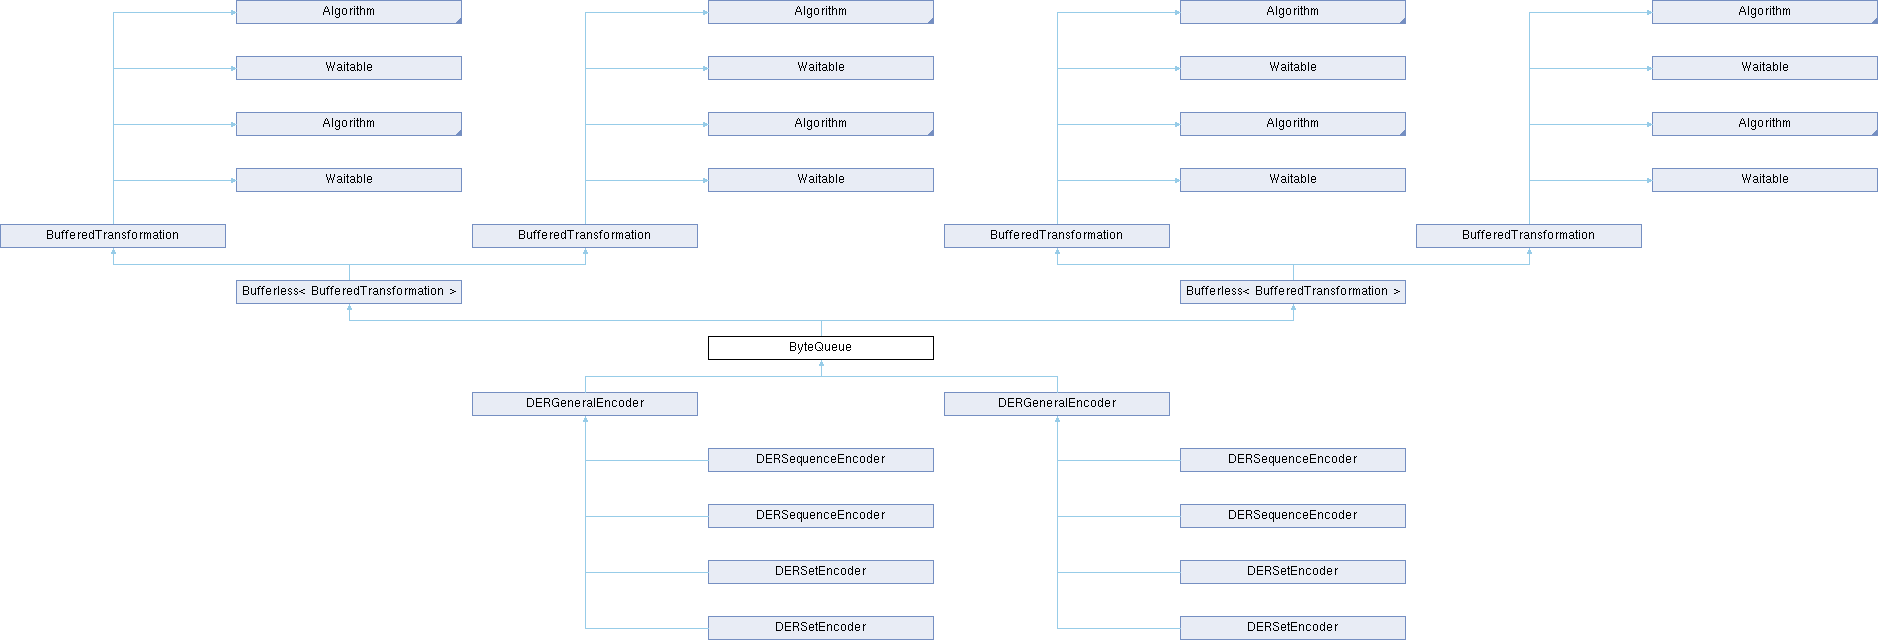 Algorithm
Algorithm
Algorithm
Algorithm
Waitable
Waitable
Waitable
Waitable
Algorithm
Algorithm
Algorithm
Algorithm
Waitable
Waitable
Waitable
Waitable
BufferedTransformation
BufferedTransformation
BufferedTransformation
BufferedTransformation
Bufferless< BufferedTransformation >
Bufferless< BufferedTransformation >
ByteQueue
DERGeneralEncoder
DERGeneralEncoder
DERSequenceEncoder
DERSequenceEncoder
DERSequenceEncoder
DERSequenceEncoder
DERSetEncoder
DERSetEncoder
DERSetEncoder
DERSetEncoder